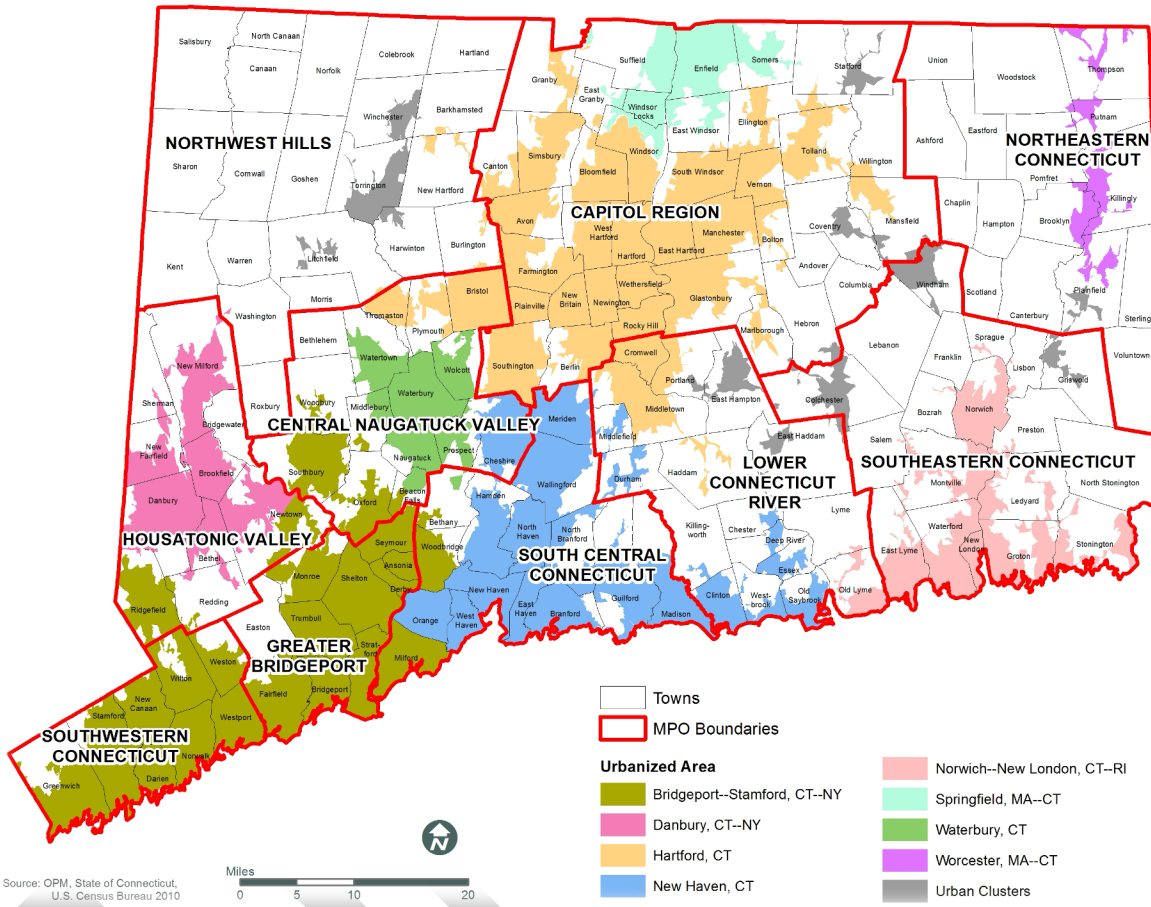 Salisbury
North Canaan
Canaan
Norfolk
Colebrook
Hartland
Winchester
Barkhamsted
NORTHWEST HILLS
Sharon
Cornwall
Goshen
Torrington
New Hartford
Kent
Warren
Litchfield
Harwinton
Burlington
Morris
Washington
Granby
Suffield
East
Granby
Windsor
Locks
Enfield
Somers
Stafford
East Windsor
Ellington
Tolland
Willington
Windsor
Canton
Simsbury
Bloomfield
South Windsor
Vernon
CAPITOL REGION
Avon
West
Hartford
Hartford
East Hartford
Manchester
Bolton
Coventry
Mansfield
Farmington
Andover
Columbia
Plainville
New
Britain
Newington
Wethersfield
Glastonbury
Rocky Hill
Marlborough
Hebron
Southington
Berlin
Union
Woodstock
Thompson
Putnam
Ashford
Eastford
NORTHEASTERN
CONNECTICUT
Pomfret
Chaplin
Hampton
Brooklyn
Killingly
Windham
Scotland
Canterbury
Plainfield
Sterling
Voluntown
Thomaston
Plymouth
Bristol
Bethlehem
Watertown
Wolcott
Waterbury
Woodbury
Middlebury
CENTRAL NAUGATUCK VALLEY
Cheshire
Naugatuck
Prospect
Southbury
Oxford
Beacon
Falls
Sherman
New Milford
Roxbury
Bridgewater
New
Fairfield
Brookfield
Danbury
Newtown
HOUSATONIC VALLEY
Bethel
Ridgefield
Redding
Cromwell
Portland
East Hampton
Middletown
Middlefield
East Haddam
Haddam
Durham
LOWER
CONNECTICUT
RIVER
Lyme
Killing-
worth
Chester
Deep River
Essex
Clinton
West-
brook
Old
Saybrook
Old Lyme
Lebanon
Franklin
Sprague
Lisbon
Griswold
Colchester
Bozrah
Norwich
Preston
Salem
SOUTHEASTERN CONNECTICUT
Montville
Ledyard
North Stonington
Waterford
East Lyme
New
London
Groton
Stonington
Meriden
Wallingford
Hamden
Bethany
Woodbridge
North
Haven
North
Branford
SOUTH CENTRAL
CONNECTICUT
New Haven
Orange
West
Haven
East
Haven
Branford
Guilford
Madison
Milford
Seymour
Ansonia
Derby
Monroe
Shelton
Trumbull
Easton
GREATER
BRIDGEPORT
Strat-
ford
Fairfield
Bridgeport
Weston
Wilton
New
Canaan
Stamford
Westport
SOUTHWESTERN
CONNECTICUT
Norwalk
Darien
Greenwich
Towns
MPO Boundaries
Urbanized Area
Bridgeport--Stamford, CT--NY
Danbury, CT--NY
Hartford, CT
New Haven, CT
Norwich--New London, CT--RI
Springfield, MA--CT
Waterbury, CT
Worcester, MA--CT
Urban Clusters
N
Miles
0 5 10 20
Source: OPM, State of Connecticut,
U.S. Census Bureau 2010